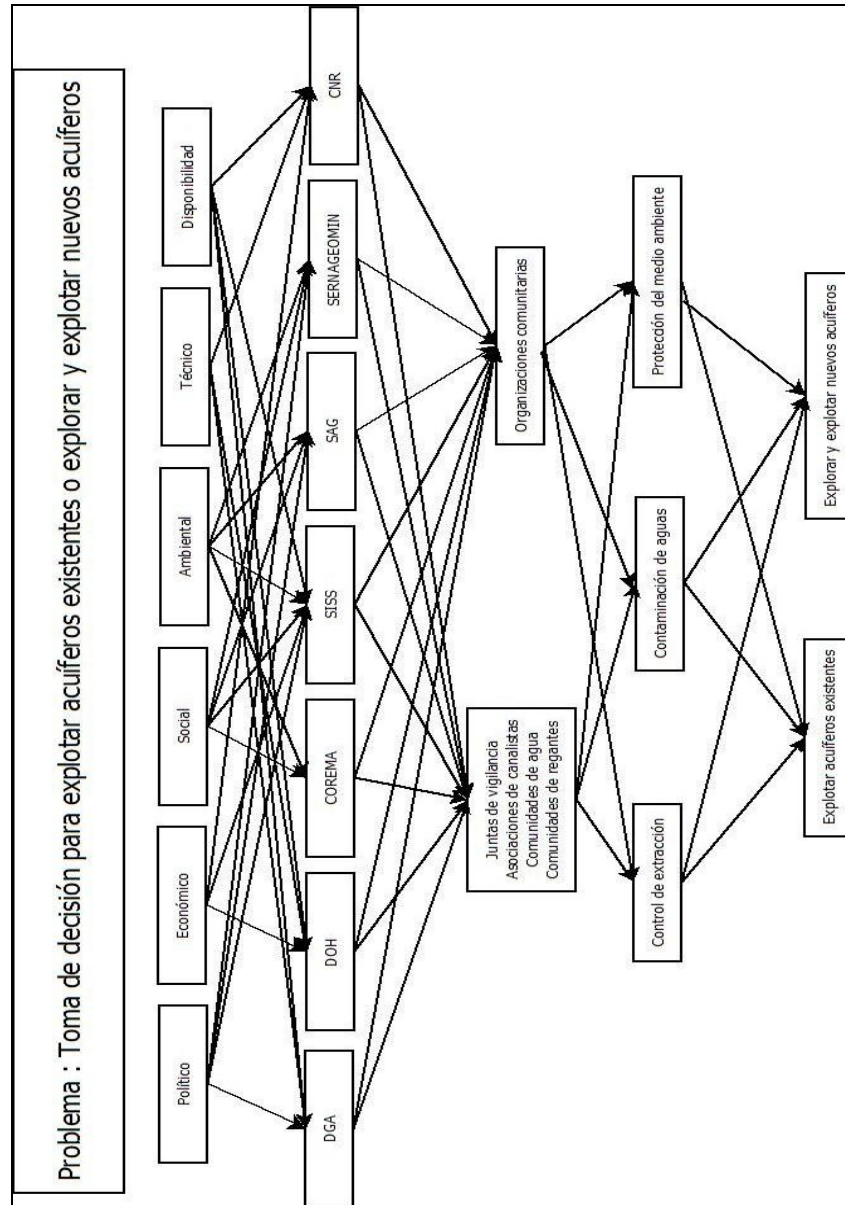 Problema : Toma de decisión para explotar acuíferos existentes o explorar y explotar nuevos acuíferos
Político
Económico
Social
Ambiental
Técnico
Disponibilidad
DGA
DOH
COREMA
SISS
SAG
SERNAGEOMIN
CNR
Juntas de vigilancia
Asociaciones de canalistas
Comunidades de agua
Comunidades de regantes
Organizaciones comunitarias
Control de extracción
Contaminación de aguas
Protección del medio ambiente
Explotar acuíferos existentes
Explorar y explotar nuevos acuíferos